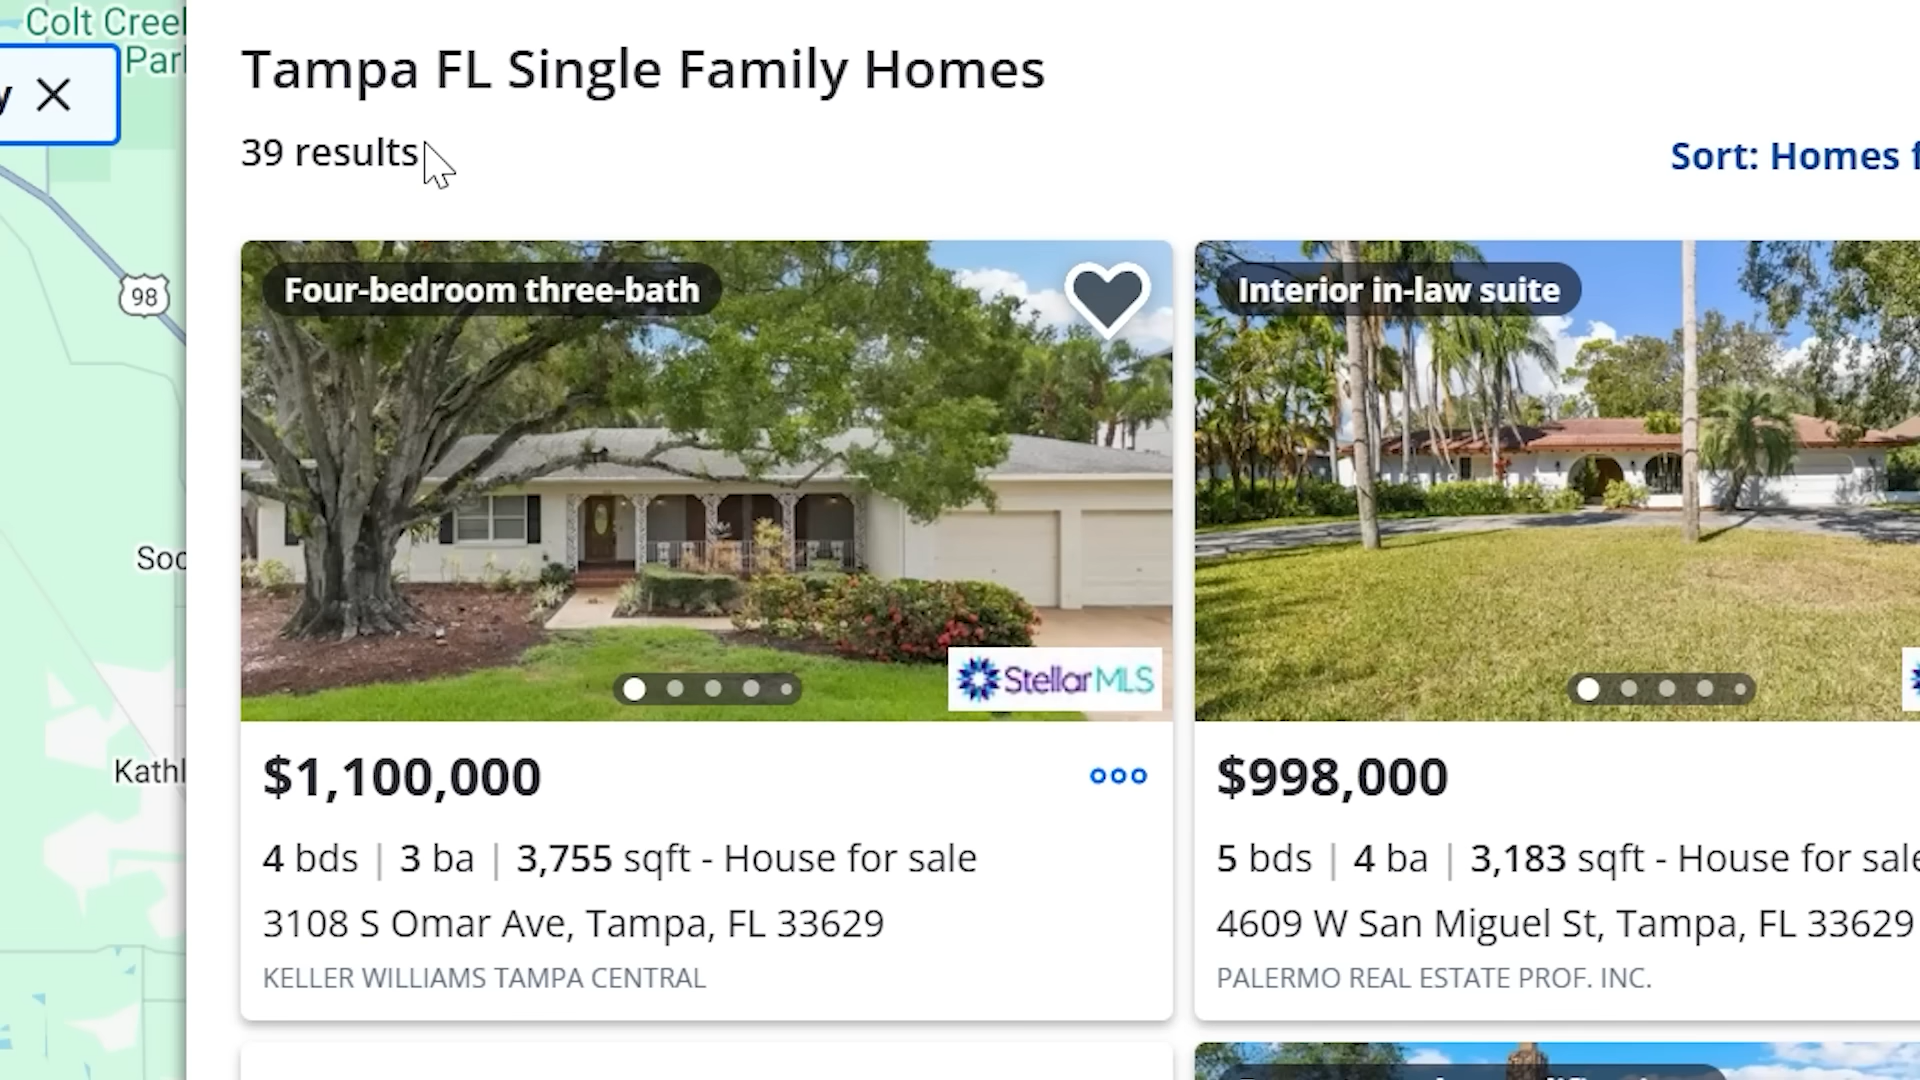 Colt Creek
Park
y
98
Kathl
Tampa FL Single Family Homes
39 results
Sort: Homes f
Four-bedroom three-bath
StellarMLS
$1,100,000
4 bds | 3 ba | 3,755 sqft - House for sale
3108 S Omar Ave, Tampa, FL 33629
KELLER WILLIAMS TAMPA CENTRAL
Interior in-law suite
$998,000
5 bds | 4 ba | 3,183 sqft - House for sale
4609 W San Miguel St, Tampa, FL 33629
PALERMO REAL ESTATE PROF. INC.